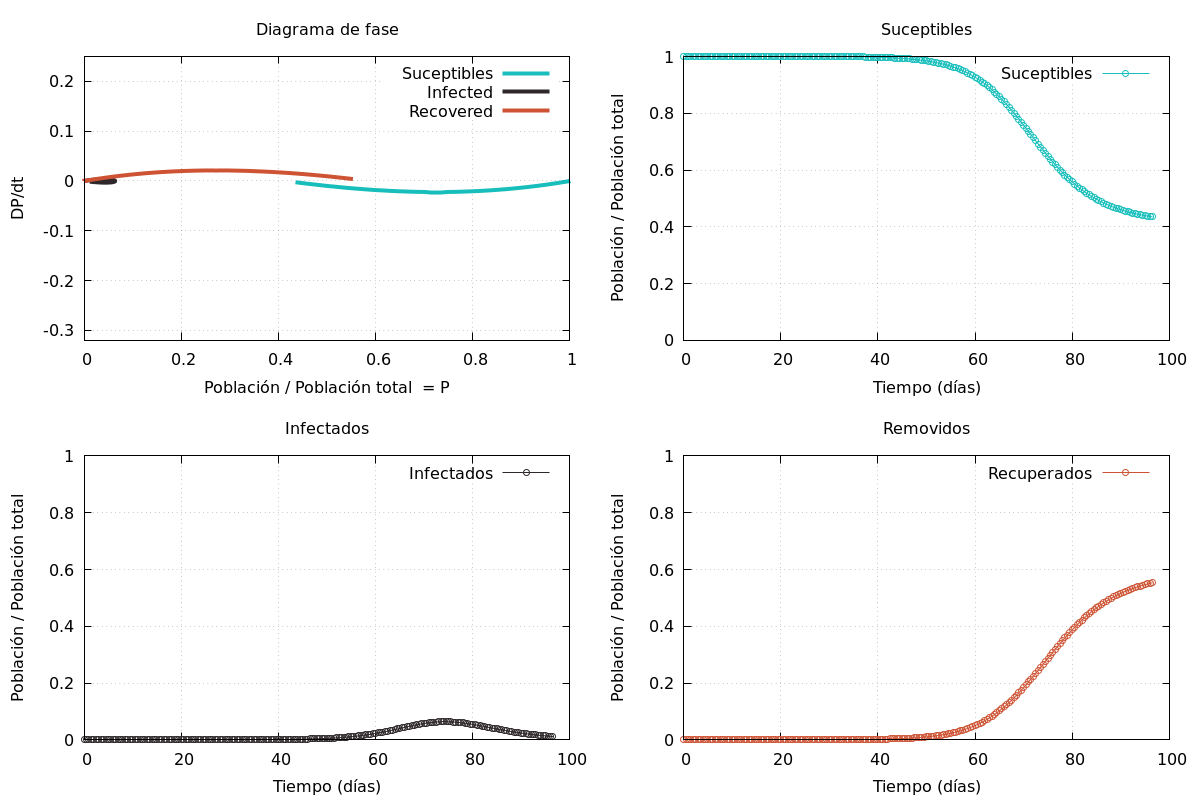 Diagrama de fase
Suceptibles
Infected
Recovered
0.2
0.1
0
-0.1
-0.2
-0.3
DP/dt
0 0.2 0.4 0.6 0.8 1
Población / Población total = P
Suceptibles
Suceptibles
1
0.8
0.6
0.4
0.2
0
Población / Población total
0 20 40 60 80 100
Tiempo (días)
Infectados
Infectados
1
0.8
0.6
0.4
0.2
0
Población / Población total
0 20 40 60 80 100
Tiempo (días)
Removidos
Recuperados
1
0.8
0.6
0.4
0.2
0
Población / Población total
0 20 40 60 80 100
Tiempo (días)